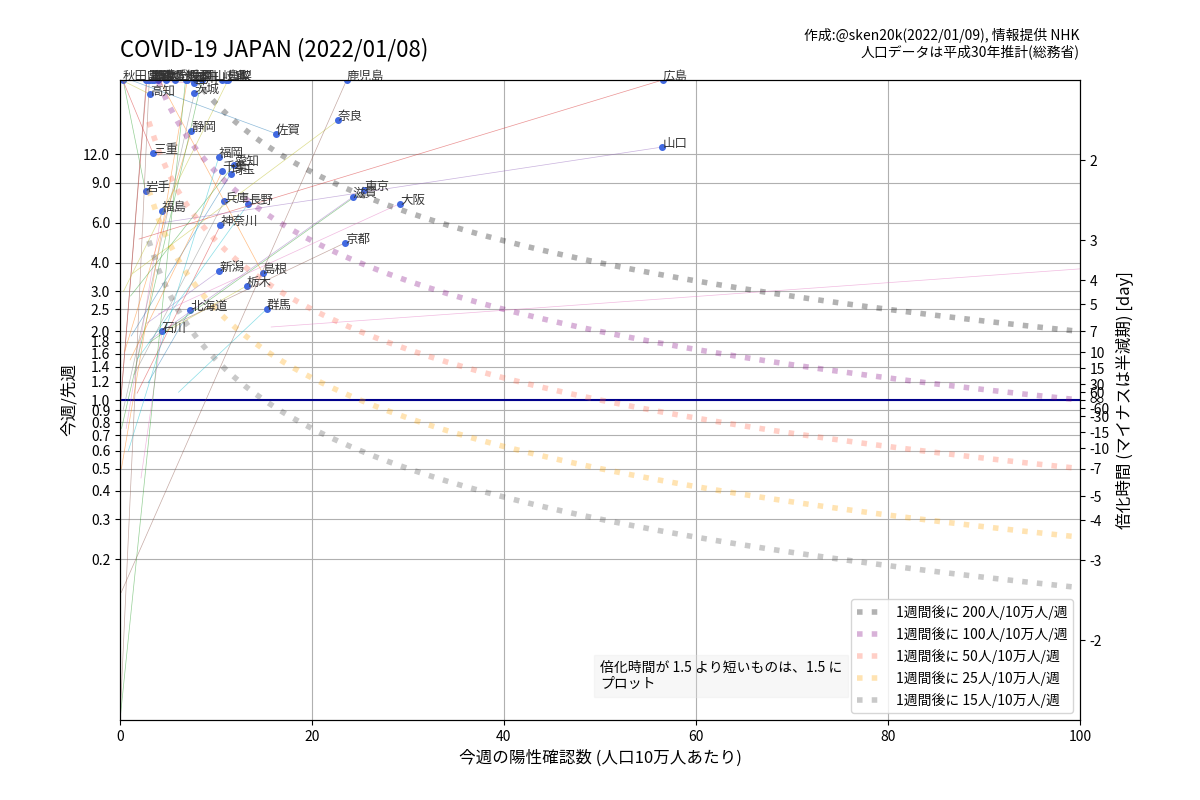 COVID-19 JAPAN (2022/01/08)
作成:@sken20k(2022/01/09), 情報提供 NHK
人口データは平成30年推計(総務省)
秋田
鹿児島
広島
高知
茨城
奈良
静岡
佐賀
山口
三重
福岡
愛知
千葉
埼玉
岩手
東京
滋賀
兵庫
長野
大阪
福島
神奈川
京都
新潟
島根
栃木
北海道
群馬
石川
12.0
9.0
6.0
4.0
3.0
2.5
2.0
1.8
1.6
1.4
1.2
1.0
0.9
0.8
0.7
0.6
0.5
0.4
0.3
0.2
今週/先週
2
3
4
5
7
10
15
30
60
∞
-60
-30
-15
-10
-7
-5
-4
-3
-2
倍化時間 (マイナスは半減期) [day]
倍化時間が 1.5 より短いものは、1.5 に
プロット
1週間後に 200人/10万人/週
1週間後に 100人/10万人/週
1週間後に 50人/10万人/週
1週間後に 25人/10万人/週
1週間後に 15人/10万人/週
0 20 40 60 80 100
今週の陽性確認数 (人口10万人あたり)